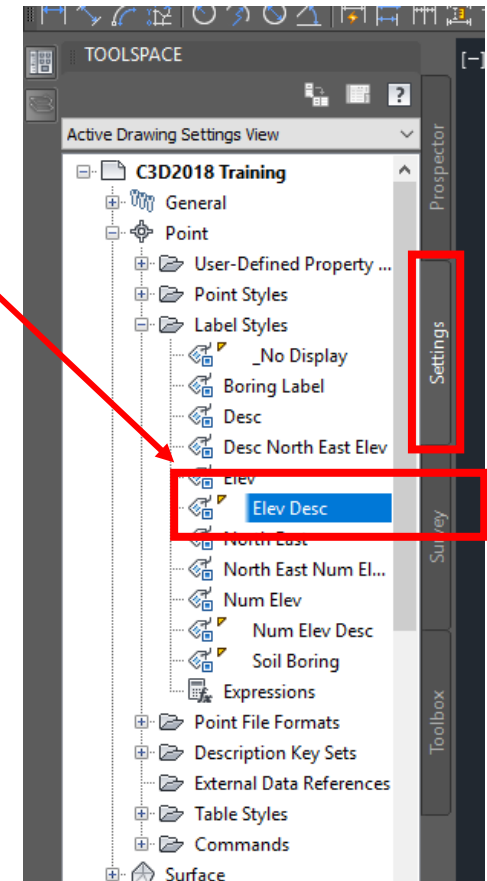 TOOLSPACE
[−]
?
Active Drawing Settings View
C3D2018 Training
General
Point
User-Defined Property ...
Point Styles
Label Styles
_No Display
Boring Label
Desc
Desc North East Elev
Elev
Elev Desc
North East
North East Num El...
Num Elev
Num Elev Desc
Soil Boring
Expressions
Point File Formats
Description Key Sets
External Data References
Table Styles
Commands
Surface
Prospector
Settings
Survey
Toolbox